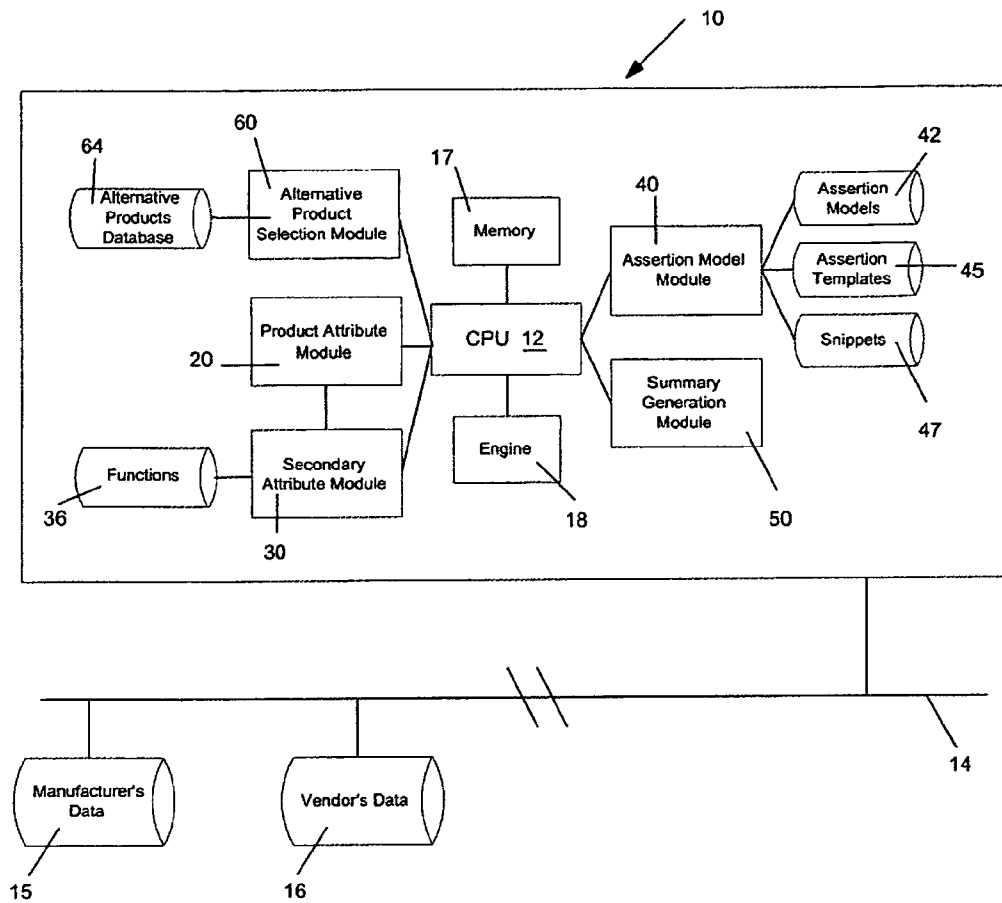 10
60
64
17
42
Alternative
Products
Database
Alternative
Product
Selection Module
Memory
40
Assertion Model
Module
Assertion
Models
Assertion
Templates
45
Product Attribute
Module
20
CPU 12
Snippets
47
Summary
Generation
Module
Functions
36
Secondary
Attribute Module
30
Engine
18
50
14
Manufacturer's
Data
Vendor's Data
15
16